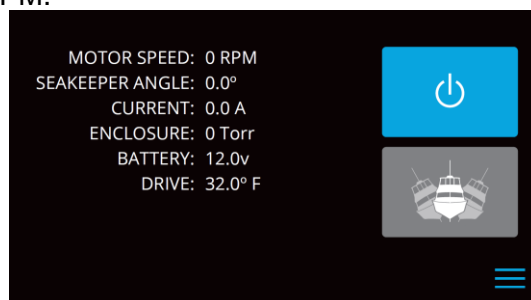 MOTOR SPEED: 0 RPM
SEAKEEPER ANGLE: 0.0º
CURRENT: 0.0 A
ENCLOSURE: 0 Torr
BATTERY: 12.0v
DRIVE: 32.0º F